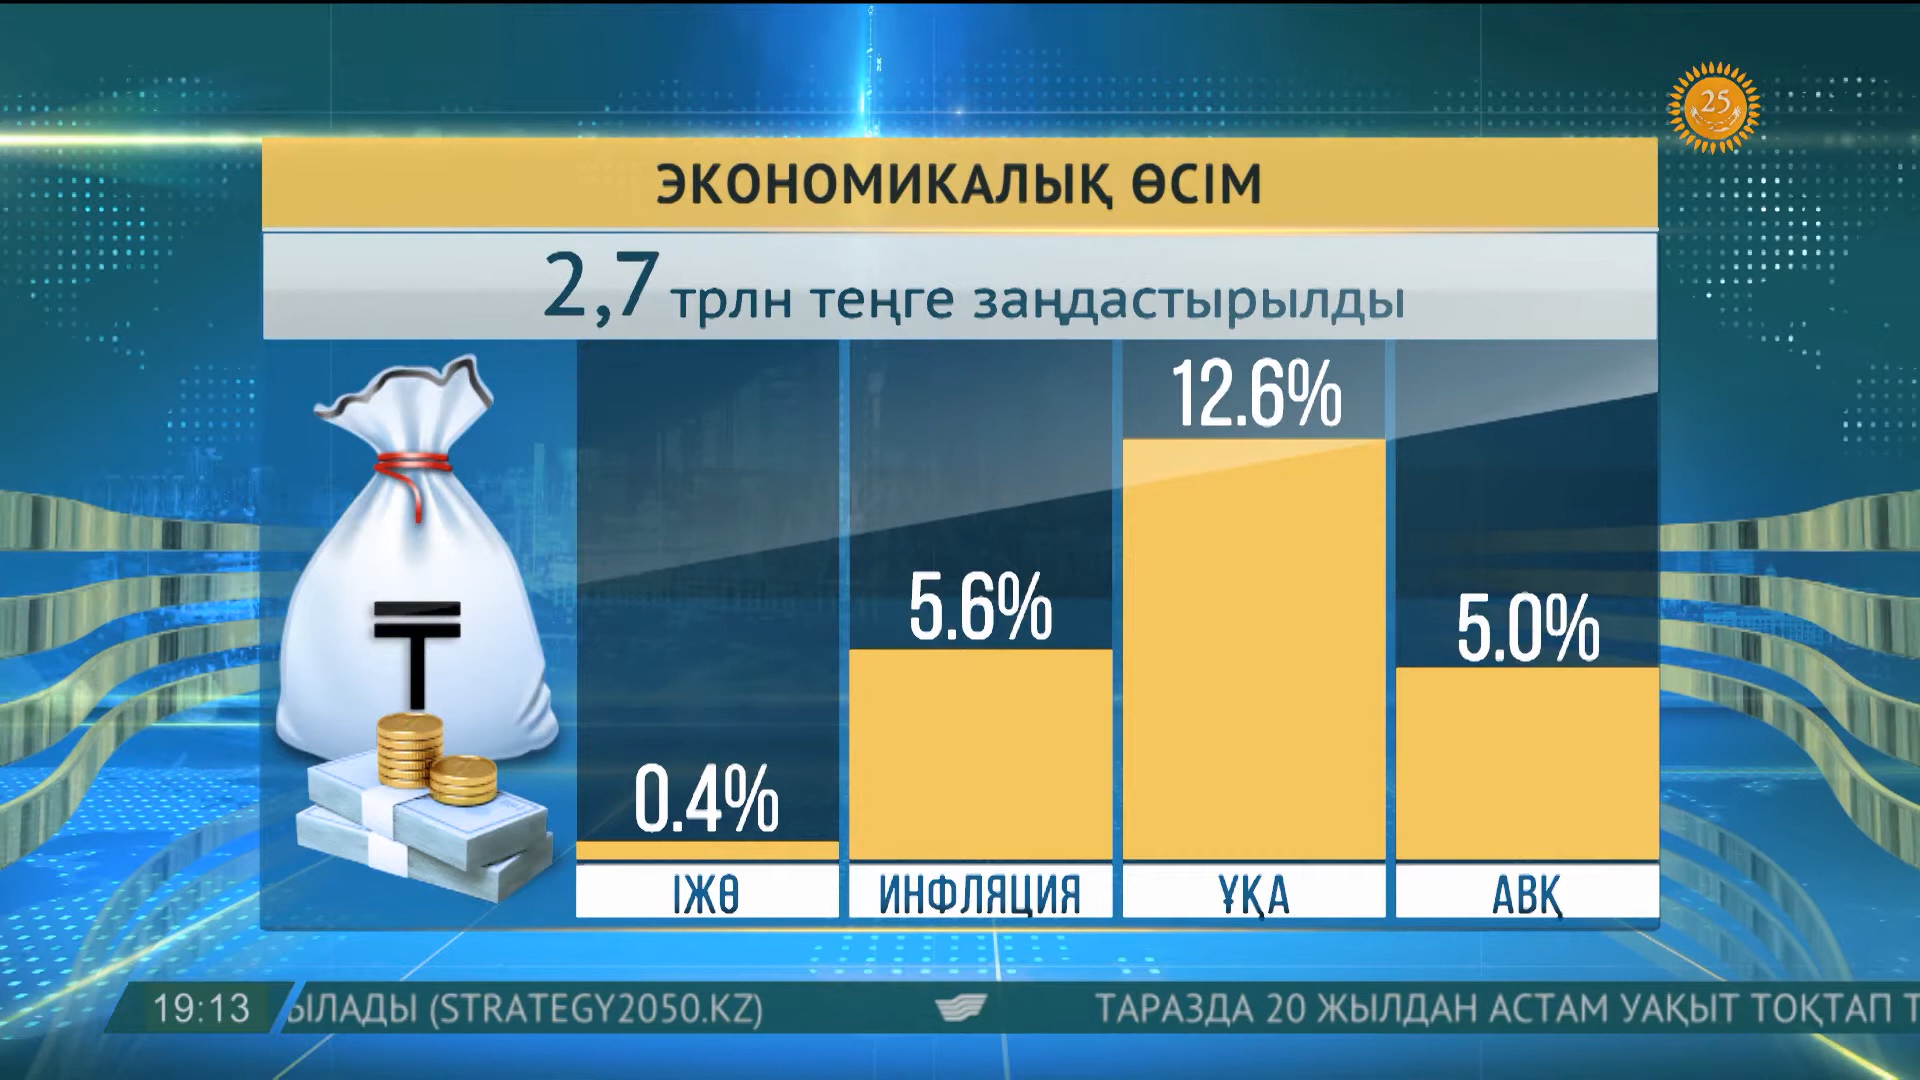 25
ЭКОНОМИКАЛЫҚ ӨСІМ
2,7 трлн теңге заңдастырылды
0.4%
5.6%
12.6%
5.0%
₸
ІЖӨ
ИНФЛЯЦИЯ
ҰҚА
АВҚ
19:13
ЫЛАДЫ (STRATEGY2050.KZ)
ТАРАЗДА 20 ЖЫЛДАН АСТАМ УАҚЫТ ТОҚТАП Т